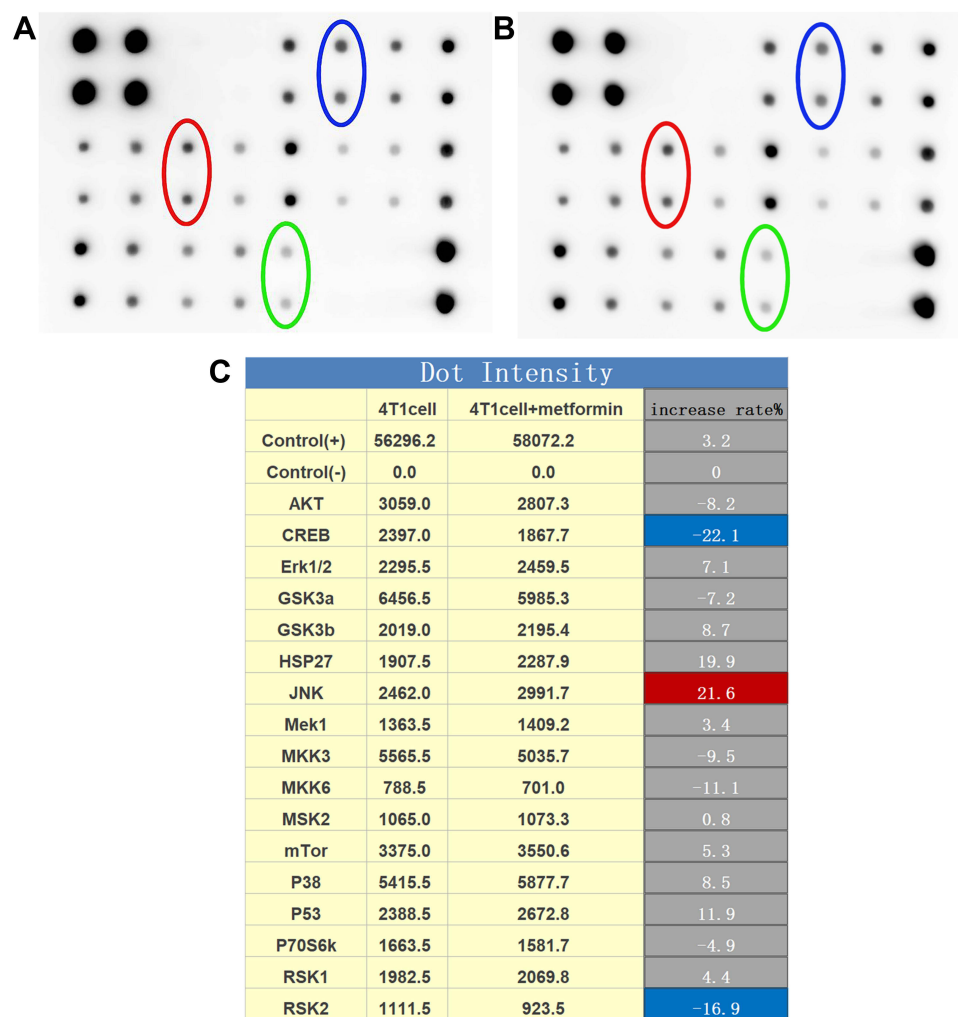 A
B
C
Dot Intensity
4T1cell 4T1cell+metformin increase rate%
Control(+) 56296.2 58072.2 3.2
Control(-) 0.0 0.0 0
AKT 3059.0 2807.3 -8.2
CREB 2397.0 1867.7 -22.1
Erk1/2 2295.5 2459.5 7.1
GSK3a 6456.5 5985.3 -7.2
GSK3b 2019.0 2195.4 8.7
HSP27 1907.5 2287.9 19.9
JNK 2462.0 2991.7 21.6
Mek1 1363.5 1409.2 3.4
MKK3 5565.5 5035.7 -9.5
MKK6 788.5 701.0 -11.1
MSK2 1065.0 1073.3 0.8
mTor 3375.0 3550.6 5.3
P38 5415.5 5877.7 8.5
P53 2388.5 2672.8 11.9
P70S6k 1663.5 1581.7 -4.9
RSK1 1982.5 2069.8 4.4
RSK2 1111.5 923.5 -16.9